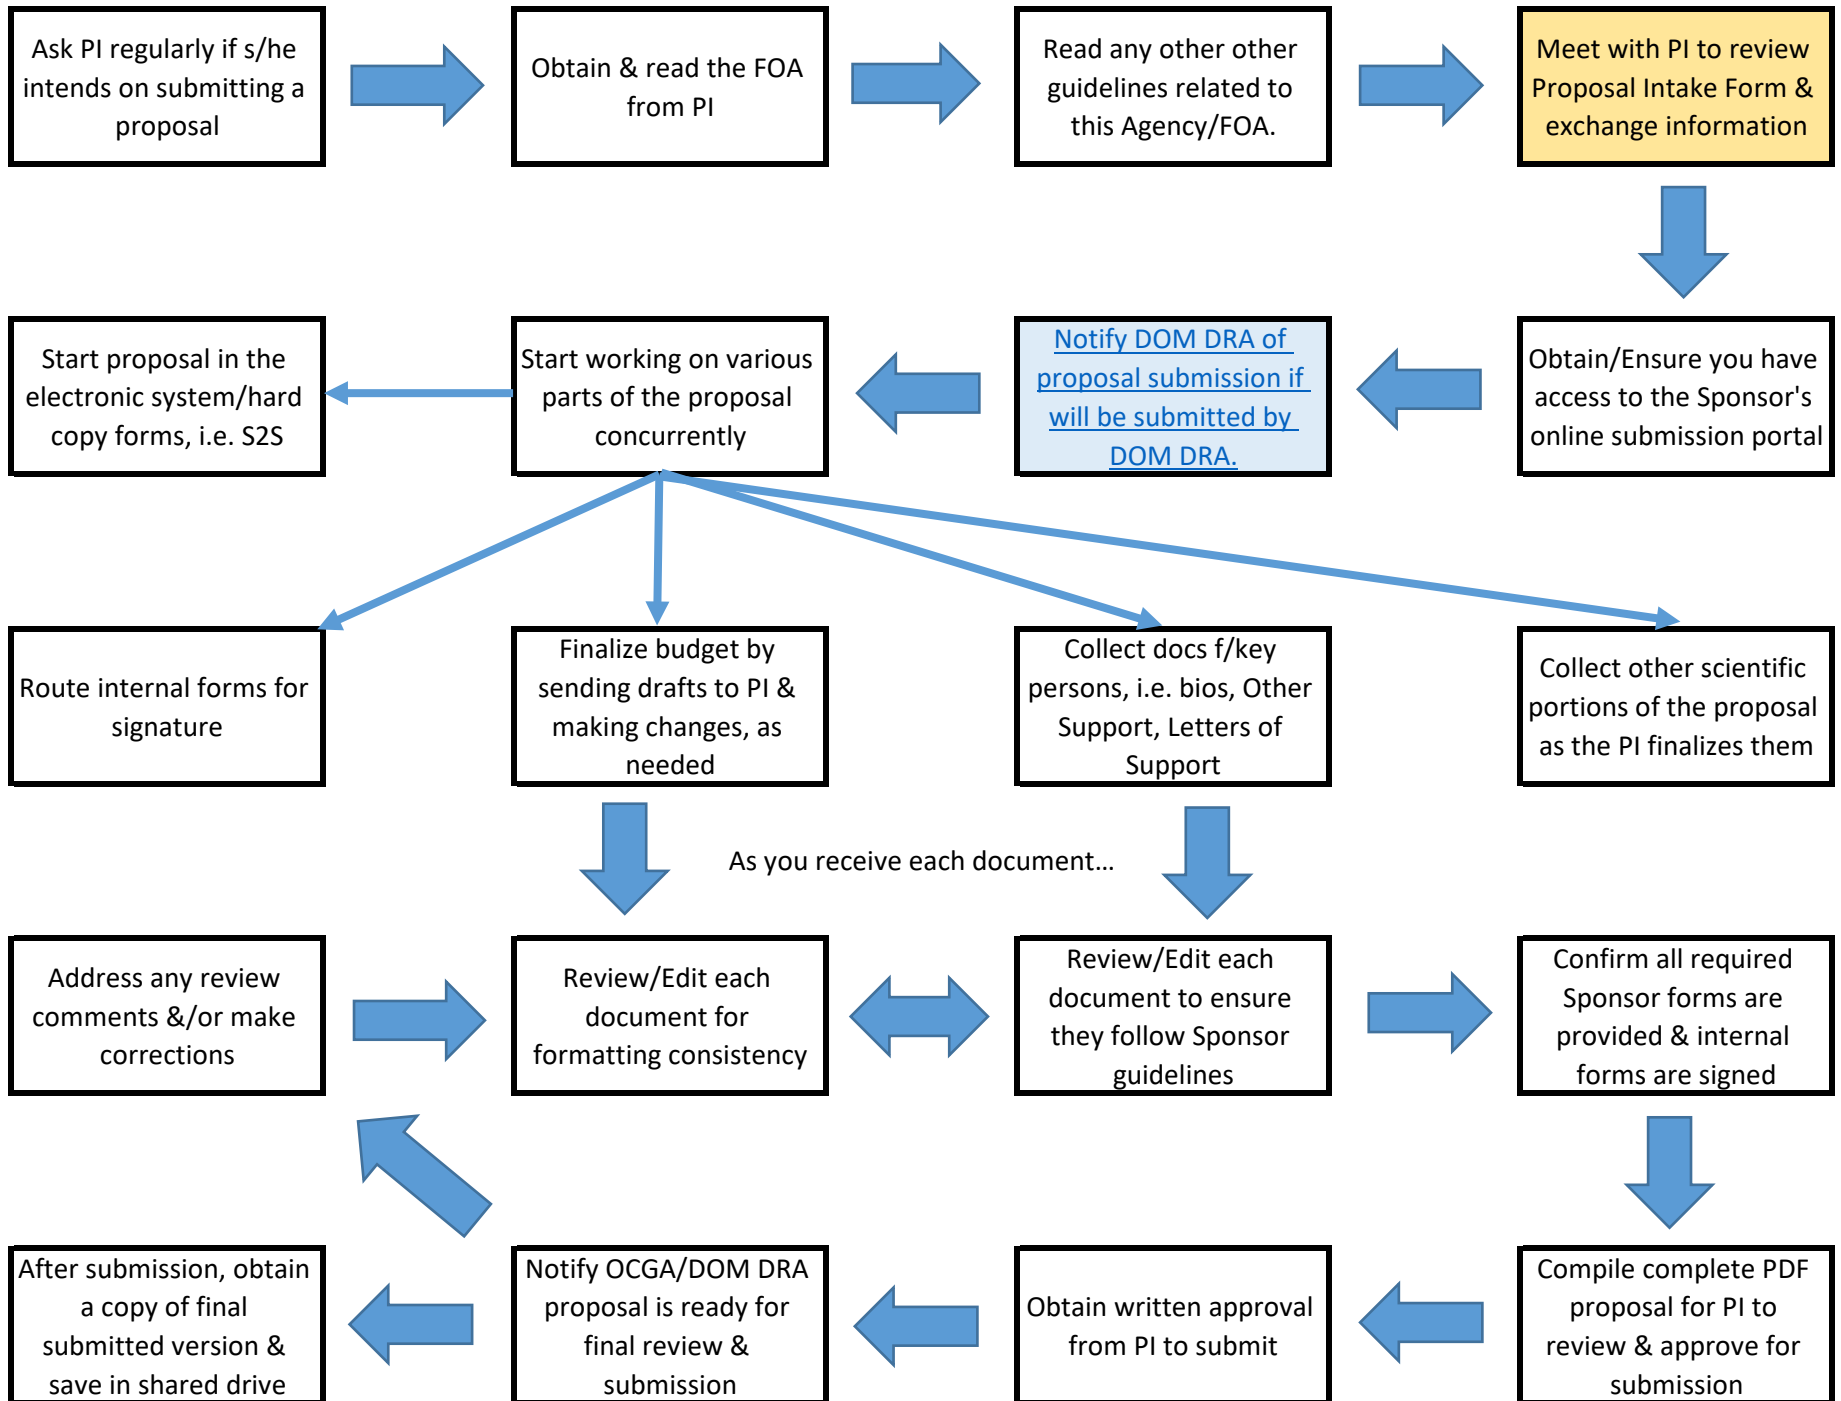 Ask PI regularly if s/he
intends on submitting a
proposal
Obtain & read the FOA
from PI
Read any other other
guidelines related to
this Agency/FOA.
Meet with PI to review
Proposal Intake Form &
exchange information
Start proposal in the
electronic system/hard
copy forms, i.e. S2S
Start working on various
parts of the proposal
concurrently
Notify DOM DRA of
proposal submission if
will be submitted by
DOM DRA.
Obtain/Ensure you have
access to the Sponsor's
online submission portal
Route internal forms for
signature
Finalize budget by
sending drafts to PI &
making changes, as
needed
Collect docs f/key
persons, i.e. bios, Other
Support, Letters of
Support
Collect other scientific
portions of the proposal
as the PI finalizes them
As you receive each document…
Address any review
comments &/or make
corrections
Review/Edit each
document for
formatting consistency
Review/Edit each
document to ensure
they follow Sponsor
guidelines
Confirm all required
Sponsor forms are
provided & internal
forms are signed
After submission, obtain
a copy of final
submitted version &
save in shared drive
Notify OCGA/DOM DRA
proposal is ready for
final review &
submission
Obtain written approval
from PI to submit
Compile complete PDF
proposal for PI to
review & approve for
submission